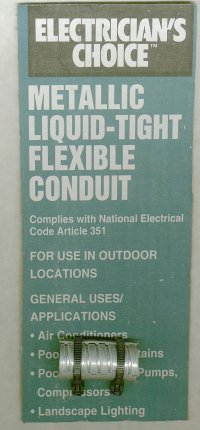 ELECTRICIAN'S
CHOICE™
METALLIC
LIQUID-TIGHT
FLEXIBLE
CONDUIT
Complies with National Electrical
Code Article 351
FOR USE IN OUTDOOR
LOCATIONS
GENERAL USES/
APPLICATIONS
• Air Conditioners
• Poo tains
• Poo Pumps,
Compressors
• Landscape Lighting